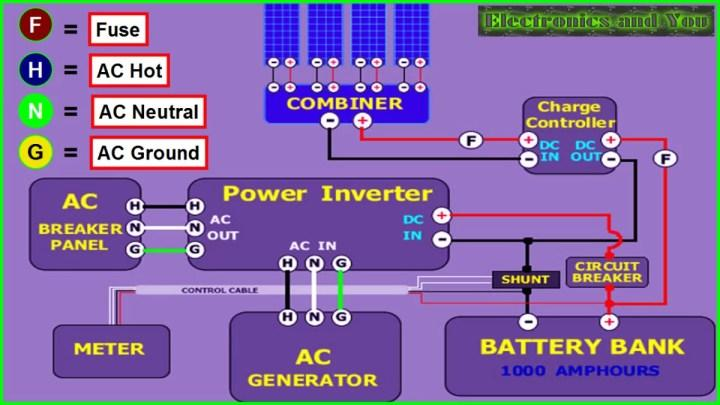 Electronics and You
F = Fuse
H = AC Hot
N = AC Neutral
G = AC Ground
- + - + - + - +
- + - + - + - +
COMBINER
- +
F
Charge
Controller
+ DC IN -
DC OUT + -
F
AC
BREAKER
PANEL
H N G
H N G
Power Inverter
AC
OUT
AC IN
H N G
DC
IN
+
-
SHUNT
CIRCUIT
BREAKER
CONTROL CABLE
METER
H N G
AC
GENERATOR
- +
BATTERY BANK
1000 AMPHOURS